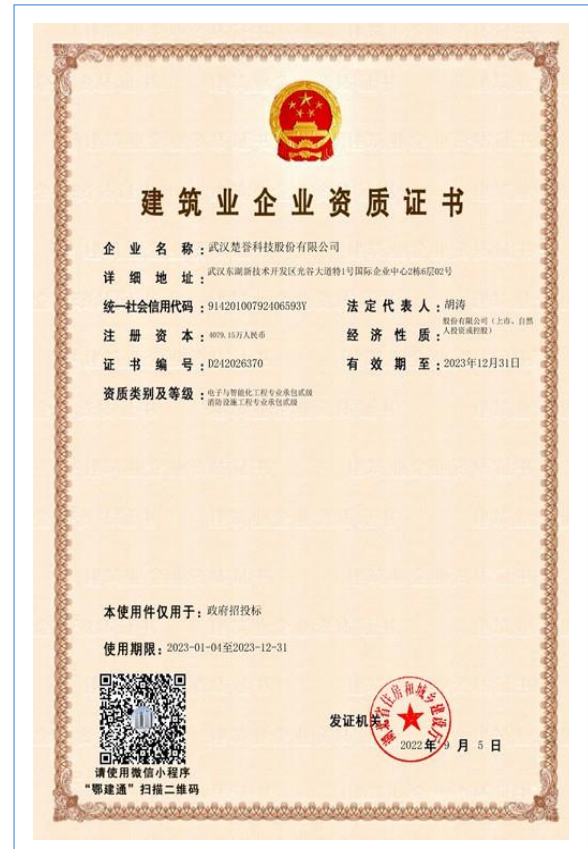 建筑业企业资质证书
企业名称：武汉楚誉科技股份有限公司
详细地址：武汉东湖新技术开发区光谷大道特1号国际企业中心2栋6层02号
统一社会信用代码：91420100792406593Y 法定代表人：胡涛
注册资本：4079.15万人民币 经济性质：股份有限公司（上市、自然
人投资或控股）
证书编号：D242026370 有效期至：2023年12月31日
资质类别及等级：电子与智能化工程专业承包贰级
消防设施工程专业承包贰级
本使用件仅用于：政府招投标
使用期限：2023-01-04至2023-12-31
发证机关
省住房和城乡建设厅
2022年9月5日
请使用微信小程序
“鄂建通”扫描二维码